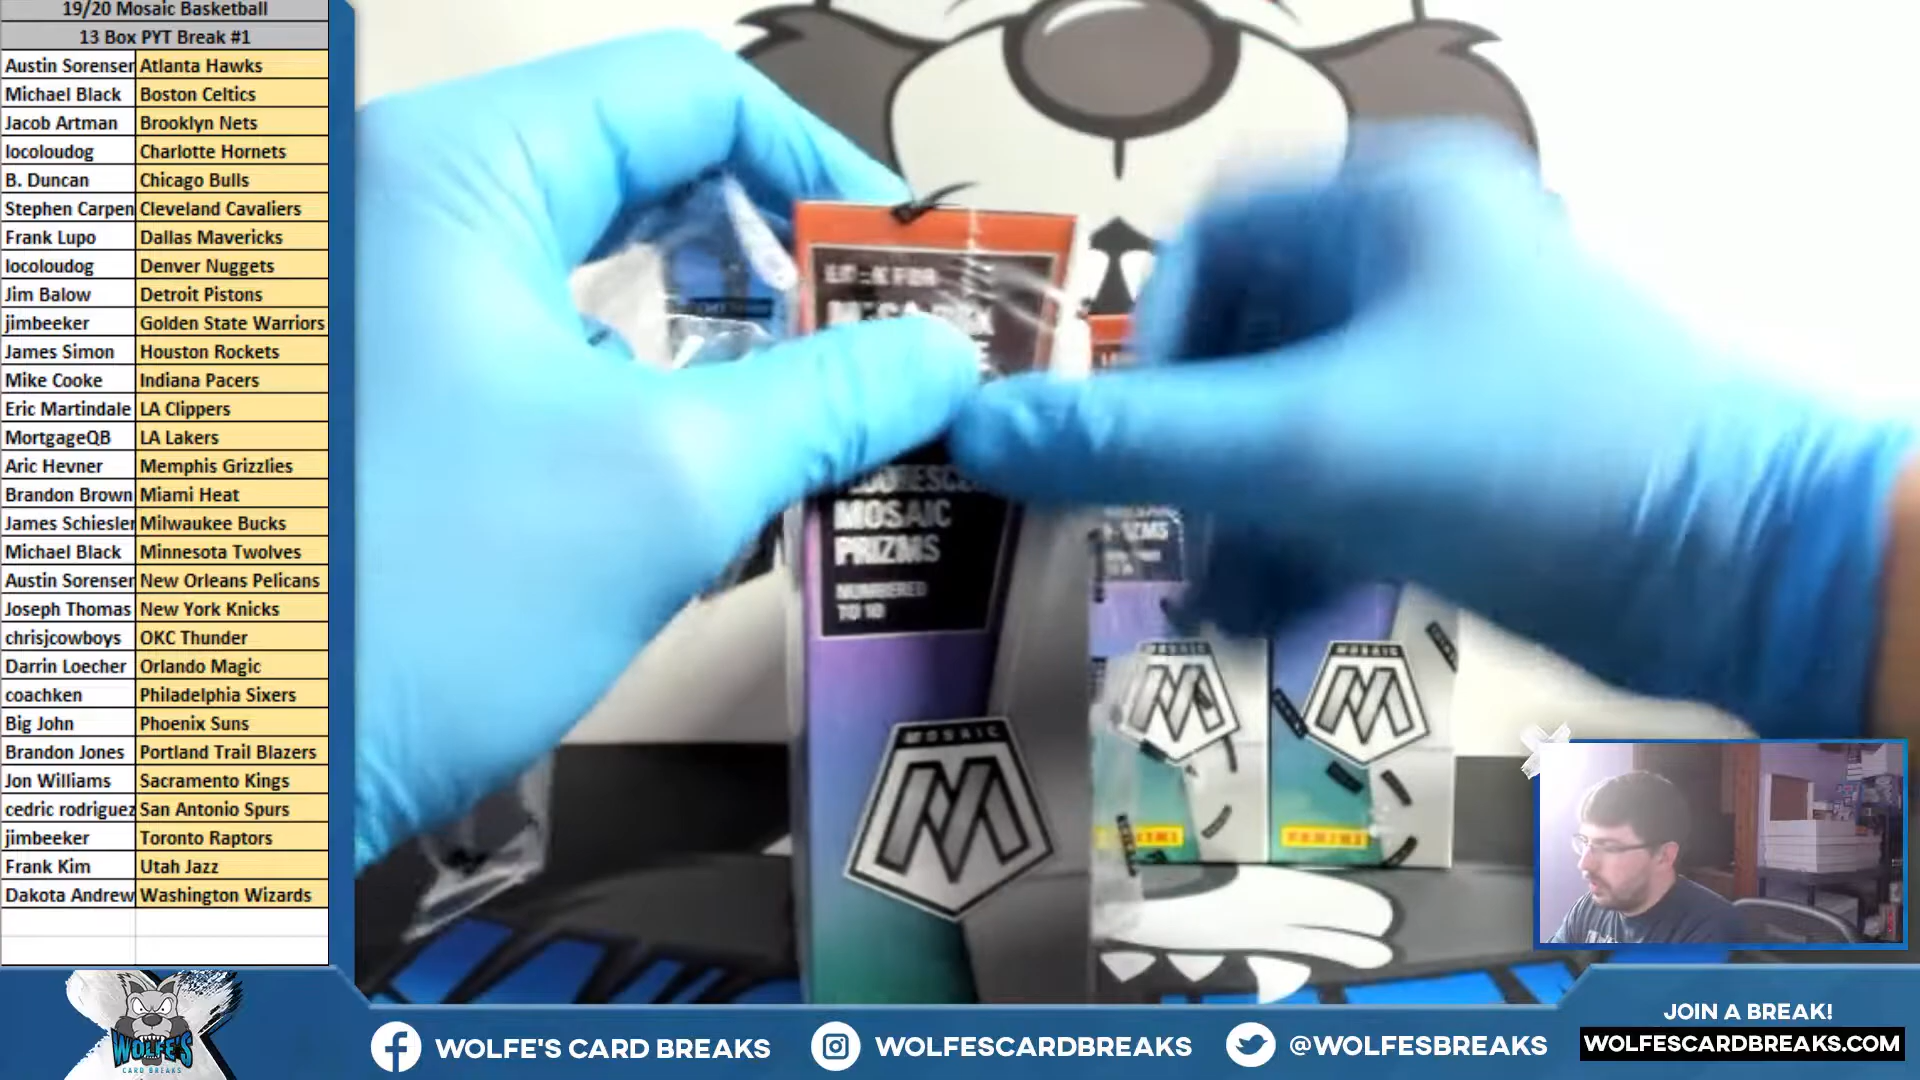 19/20 Mosaic Basketball
13 Box PYT Break #1
Austin Sorenser Atlanta Hawks
Michael Black Boston Celtics
Jacob Artman Brooklyn Nets
locoloudog Charlotte Hornets
B. Duncan Chicago Bulls
Stephen Carpen Cleveland Cavaliers
Frank Lupo Dallas Mavericks
locoloudog Denver Nuggets
Jim Balow Detroit Pistons
jimbeeker Golden State Warriors
James Simon Houston Rockets
Mike Cooke Indiana Pacers
Eric Martindale LA Clippers
MortgageQB LA Lakers
Aric Hevner Memphis Grizzlies
Brandon Brown Miami Heat
James Schiesler Milwaukee Bucks
Michael Black Minnesota Twolves
Austin Sorenser New Orleans Pelicans
Joseph Thomas New York Knicks
chrisjcowboys OKC Thunder
Darrin Loecher Orlando Magic
coachken Philadelphia Sixers
Big John Phoenix Suns
Brandon Jones Portland Trail Blazers
Jon Williams Sacramento Kings
cedric rodriguez San Antonio Spurs
jimbeeker Toronto Raptors
Frank Kim Utah Jazz
Dakota Andrew Washington Wizards
MOSAIC
PRIZMS
NUMBERED
TO 10
MOSAIC
M
MOSAIC
M
MOSAIC
M
PANINI
WOLFE'S
CARD BREAKS
WOLFE'S CARD BREAKS
WOLFESCARDBREAKS
@WOLFESBREAKS
JOIN A BREAK!
WOLFESCARDBREAKS.COM